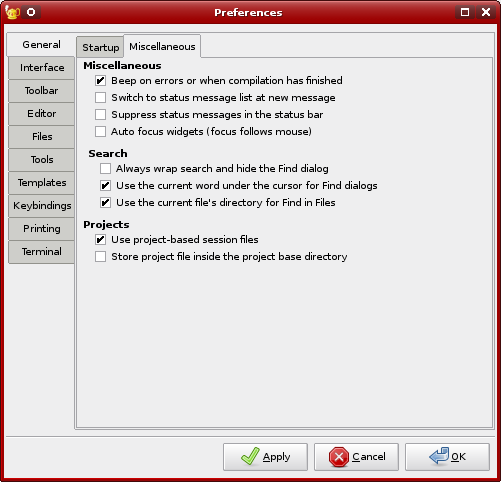 Preferences
General
Startup
Miscellaneous
Interface
Toolbar
Editor
Files
Tools
Templates
Keybindings
Printing
Terminal
Miscellaneous
Beep on errors or when compilation has finished
Switch to status message list at new message
Suppress status messages in the status bar
Auto focus widgets (focus follows mouse)
Search
Always wrap search and hide the Find dialog
Use the current word under the cursor for Find dialogs
Use the current file's directory for Find in Files
Projects
Use project-based session files
Store project file inside the project base directory
Apply
Cancel
OK